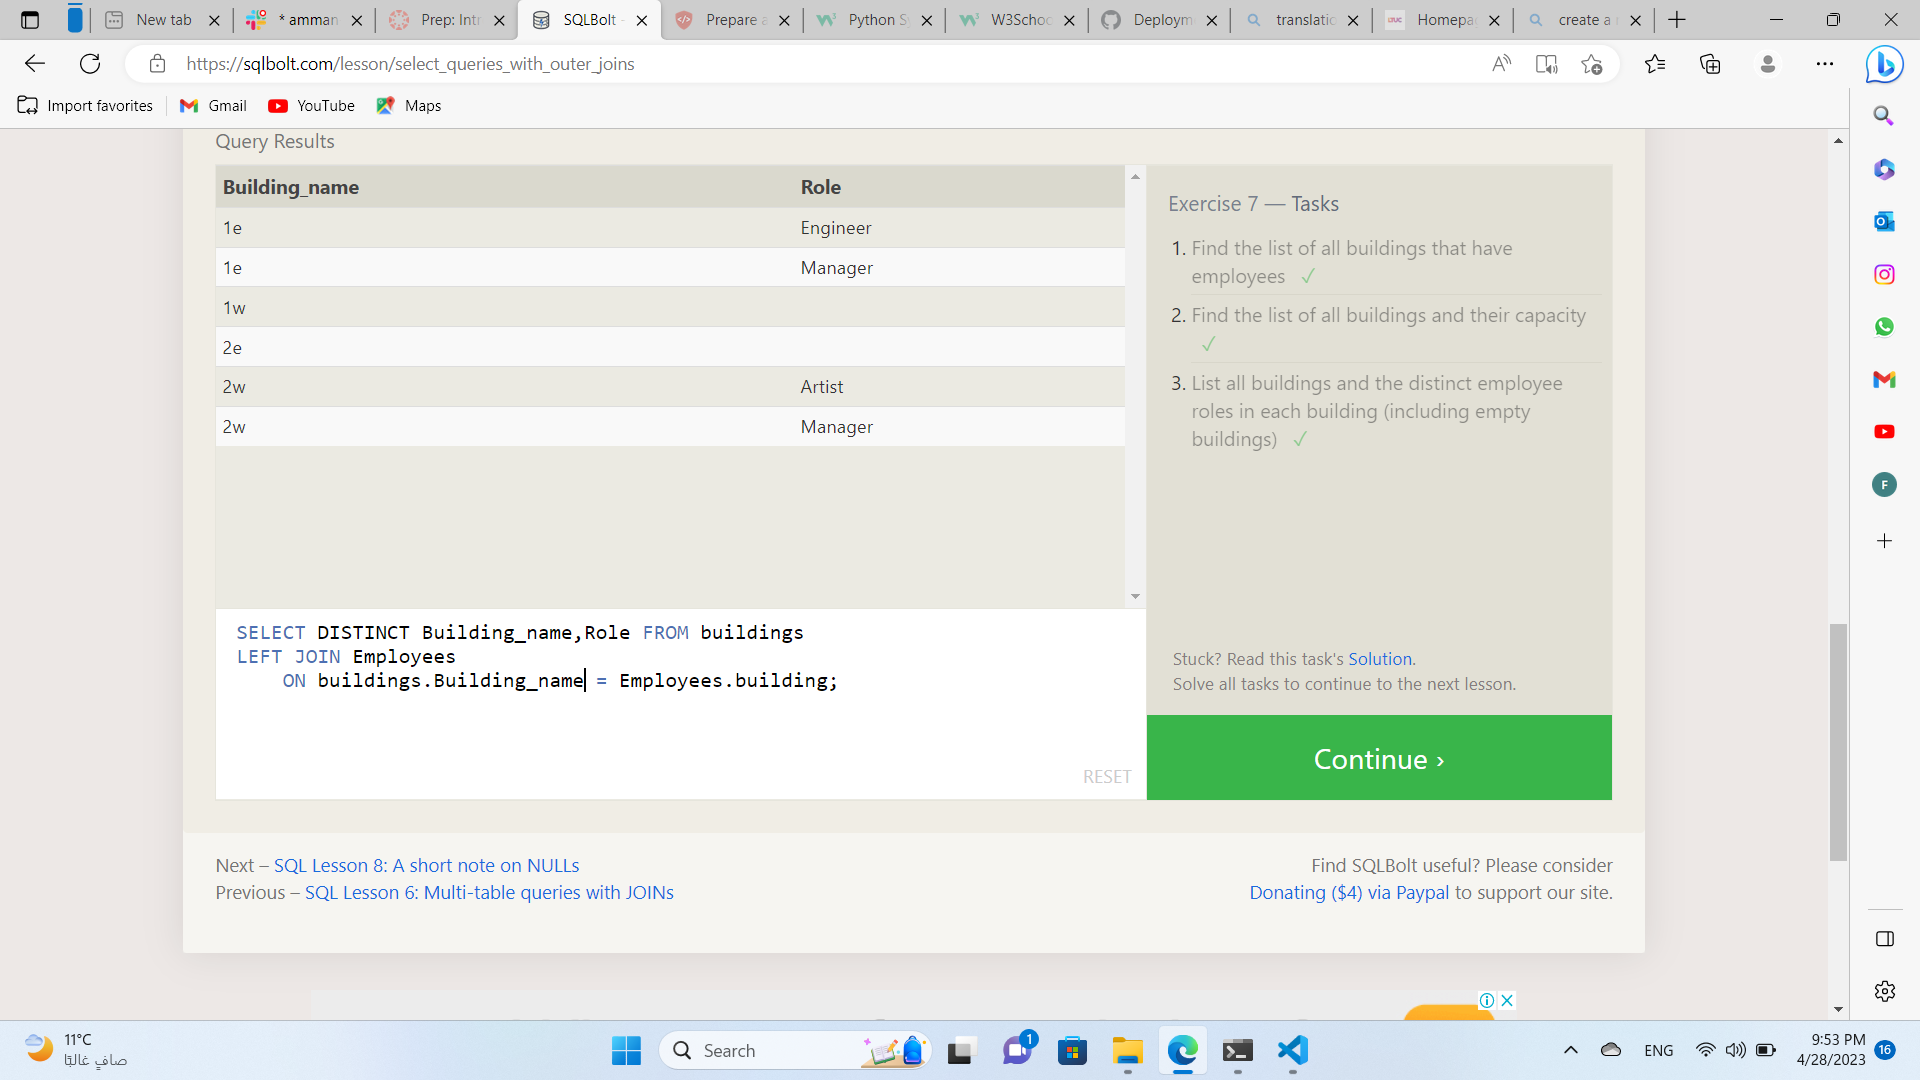 New tab
* amman
Prep: Intr
SQLBolt -
Prepare a
Python S
W3Schoo
Deploym
translatic
LTUC
Homepa
create a r
https://sqlbolt.com/lesson/select_queries_with_outer_joins
Import favorites
Gmail
YouTube
Maps
Query Results
Building_name Role
1e Engineer
1e Manager
1w
2e
2w Artist
2w Manager
Exercise 7 — Tasks
1. Find the list of all buildings that have
employees ✓
2. Find the list of all buildings and their capacity
✓
3. List all buildings and the distinct employee
roles in each building (including empty
buildings) ✓
SELECT DISTINCT Building_name,Role FROM buildings
LEFT JOIN Employees
ON buildings.Building_name = Employees.building;
RESET
Stuck? Read this task's Solution.
Solve all tasks to continue to the next lesson.
Continue ›
Next – SQL Lesson 8: A short note on NULLs
Previous – SQL Lesson 6: Multi-table queries with JOINs
Find SQLBolt useful? Please consider
Donating ($4) via Paypal to support our site.
F
11°C
صافٍ غالبًا
Search
1
ENG
9:53 PM
4/28/2023
16